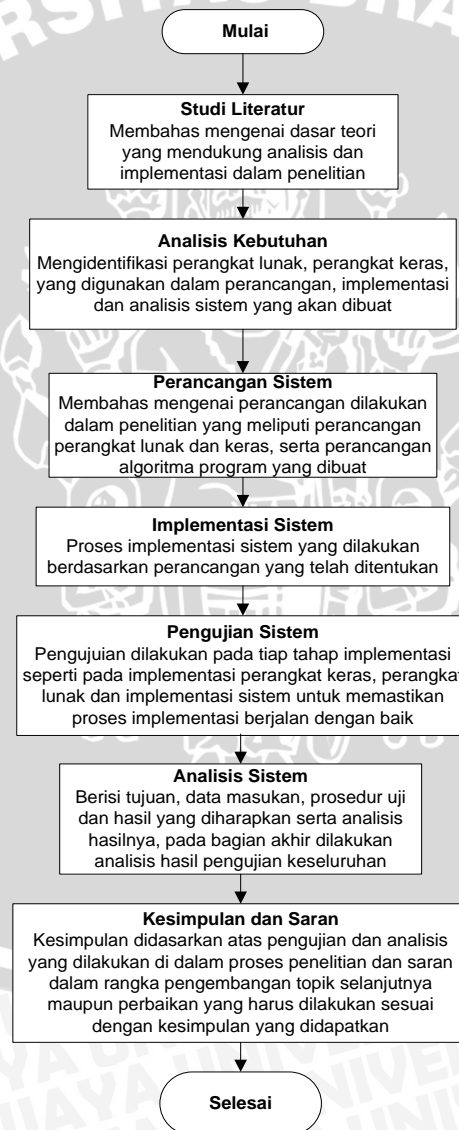 Mulai
Studi Literatur
Membahas mengenai dasar teori
yang mendukung analisis dan
implementasi dalam penelitian
Analisis Kebutuhan
Mengidentifikasi perangkat lunak, perangkat keras,
yang digunakan dalam perancangan, implementasi
dan analisis sistem yang akan dibuat
Perancangan Sistem
Membahas mengenai perancangan dilakukan
dalam penelitian yang meliputi perancangan
perangkat lunak dan keras, serta perancangan
algoritma program yang dibuat
Implementasi Sistem
Proses implementasi sistem yang dilakukan
berdasarkan perancangan yang telah ditentukan
Pengujian Sistem
Pengujuian dilakukan pada tiap tahap implementasi
seperti pada implementasi perangkat keras, perangkat
lunak dan implementasi sistem untuk memastikan
proses implementasi berjalan dengan baik
Analisis Sistem
Berisi tujuan, data masukan, prosedur uji
dan hasil yang diharapkan serta analisis
hasilnya, pada bagian akhir dilakukan
analisis hasil pengujian keseluruhan
Kesimpulan dan Saran
Kesimpulan didasarkan atas pengujian dan analisis
yang dilakukan di dalam proses penelitian dan saran
dalam rangka pengembangan topik selanjutnya
maupun perbaikan yang harus dilakukan sesuai
dengan kesimpulan yang didapatkan
Selesai